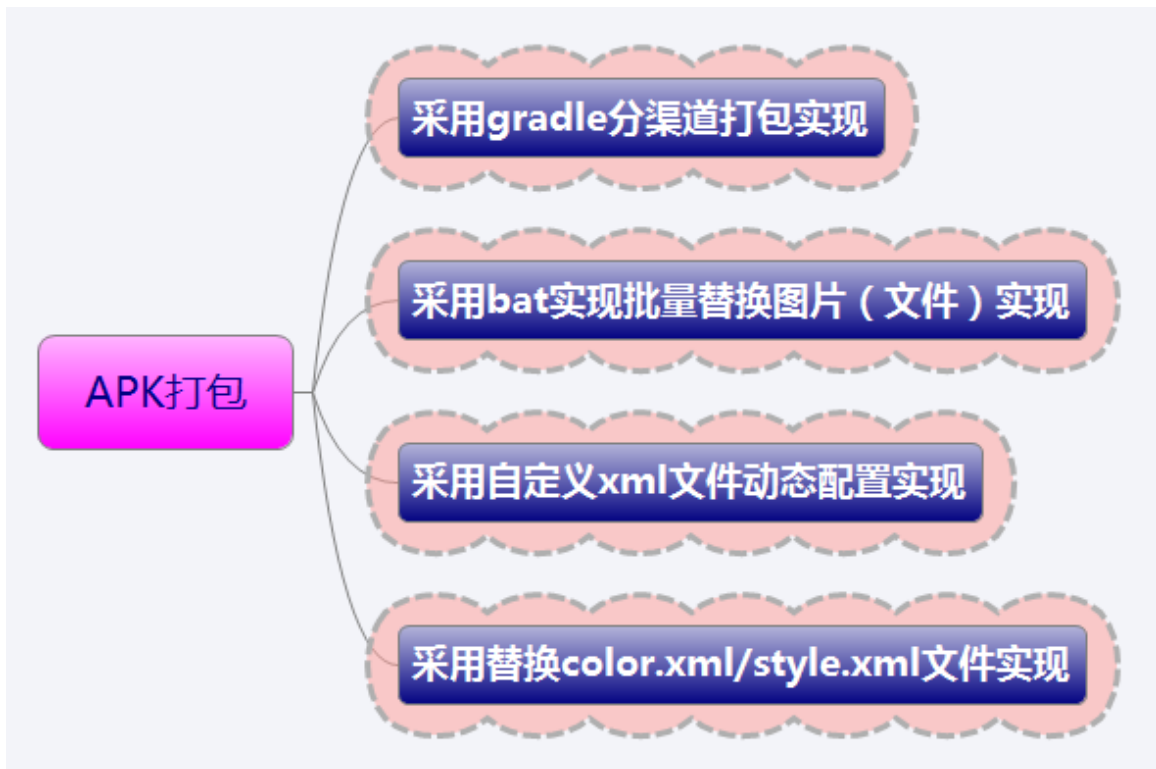 采用gradle分渠道打包实现
采用bat实现批量替换图片（文件）实现
APK打包
采用自定义xml文件动态配置实现
采用替换color.xml/style.xml文件实现